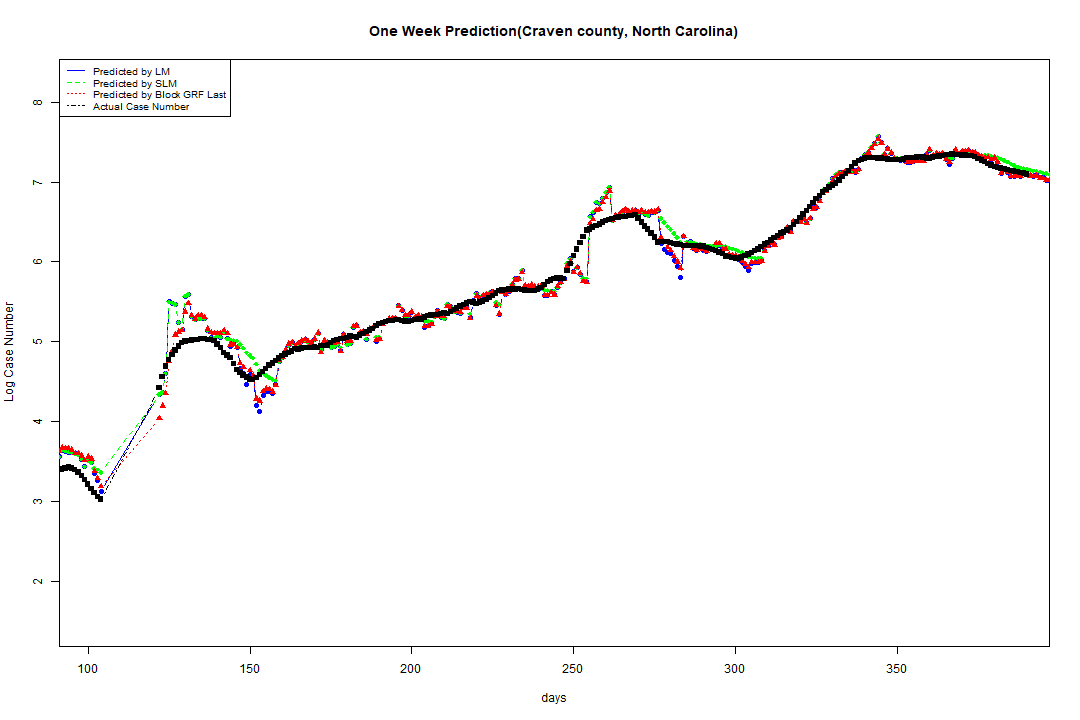 One Week Prediction(Craven county, North Carolina)
Predicted by LM
Predicted by SLM
Predicted by Block GRF Last
Actual Case Number
8
7
6
5
4
3
2
Log Case Number
100 150 200 250 300 350
days